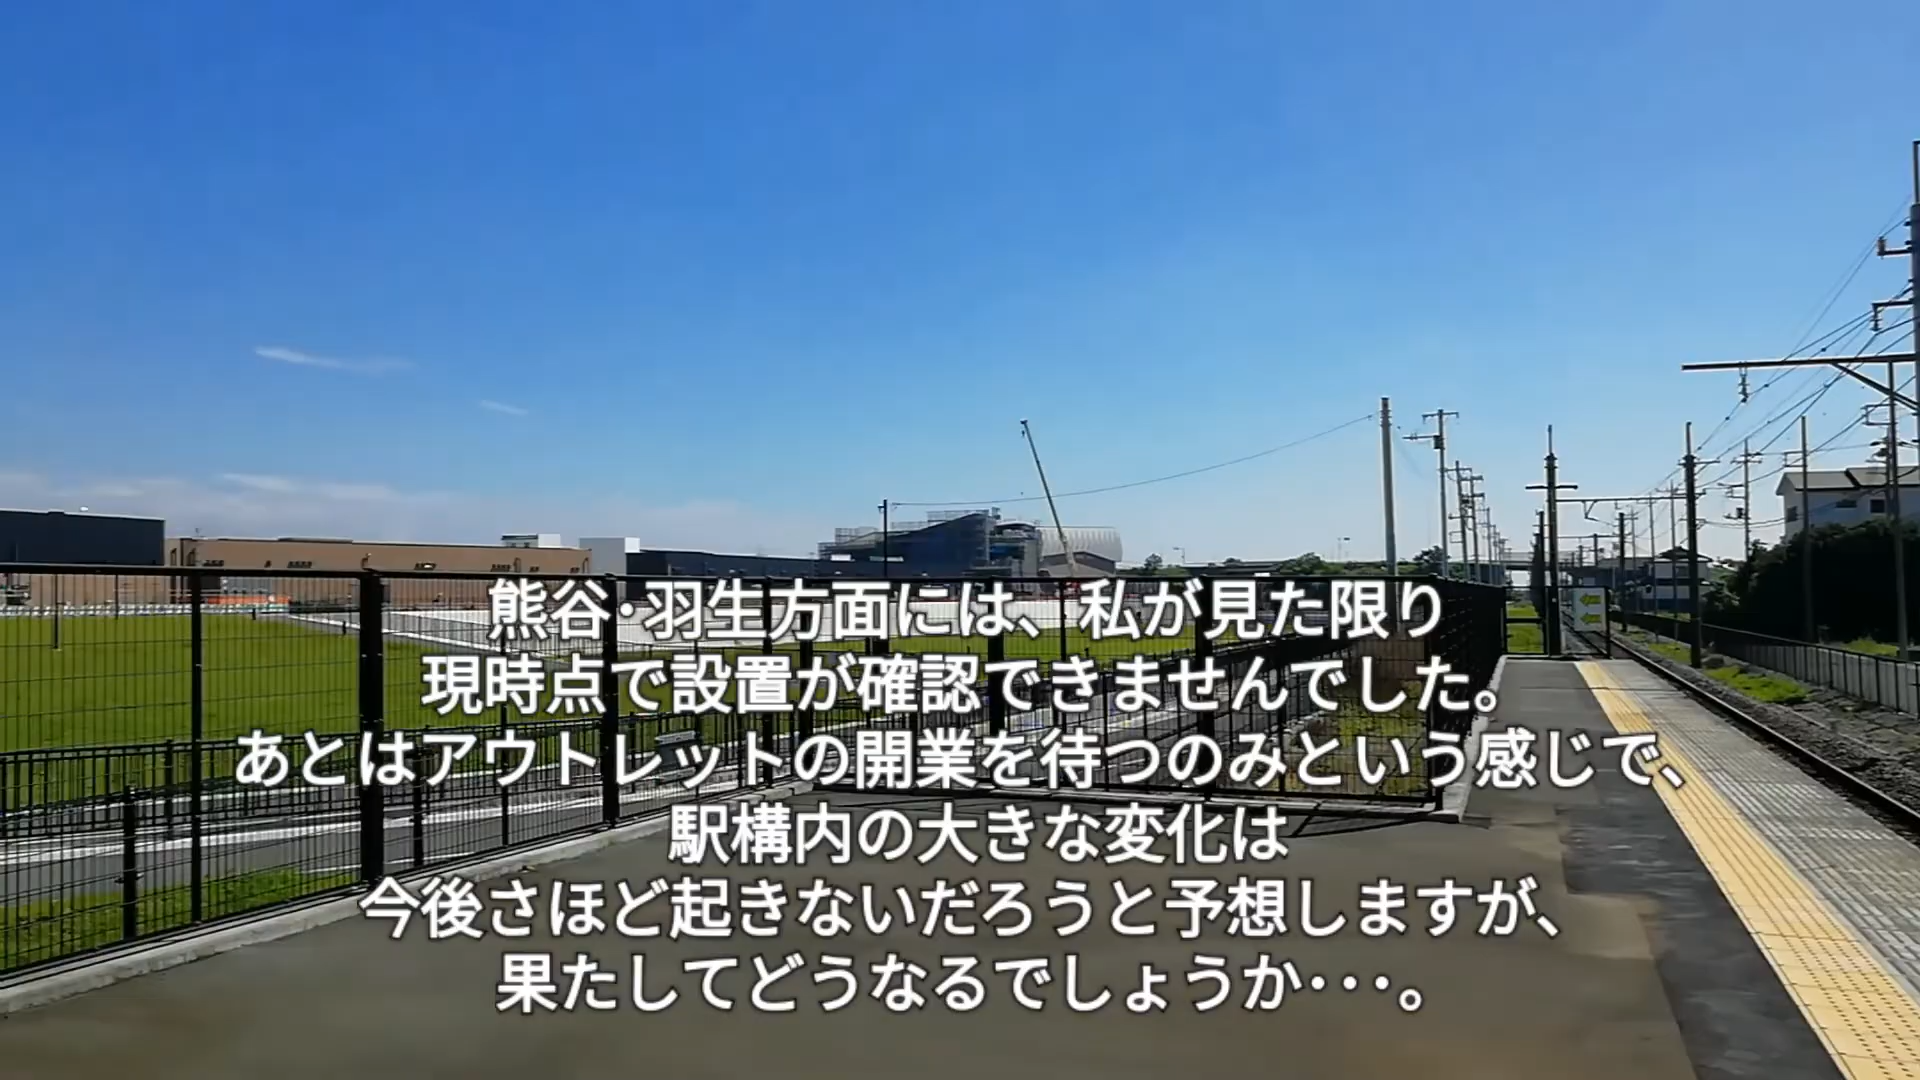 熊谷･羽生方面には、私が見た限り
現時点で設置が確認できませんでした。
あとはアウトレットの開業を待つのみという感じで、
駅構内の大きな変化は
今後さほど起きないだろうと予想しますが、
果たしてどうなるでしょうか･･･。